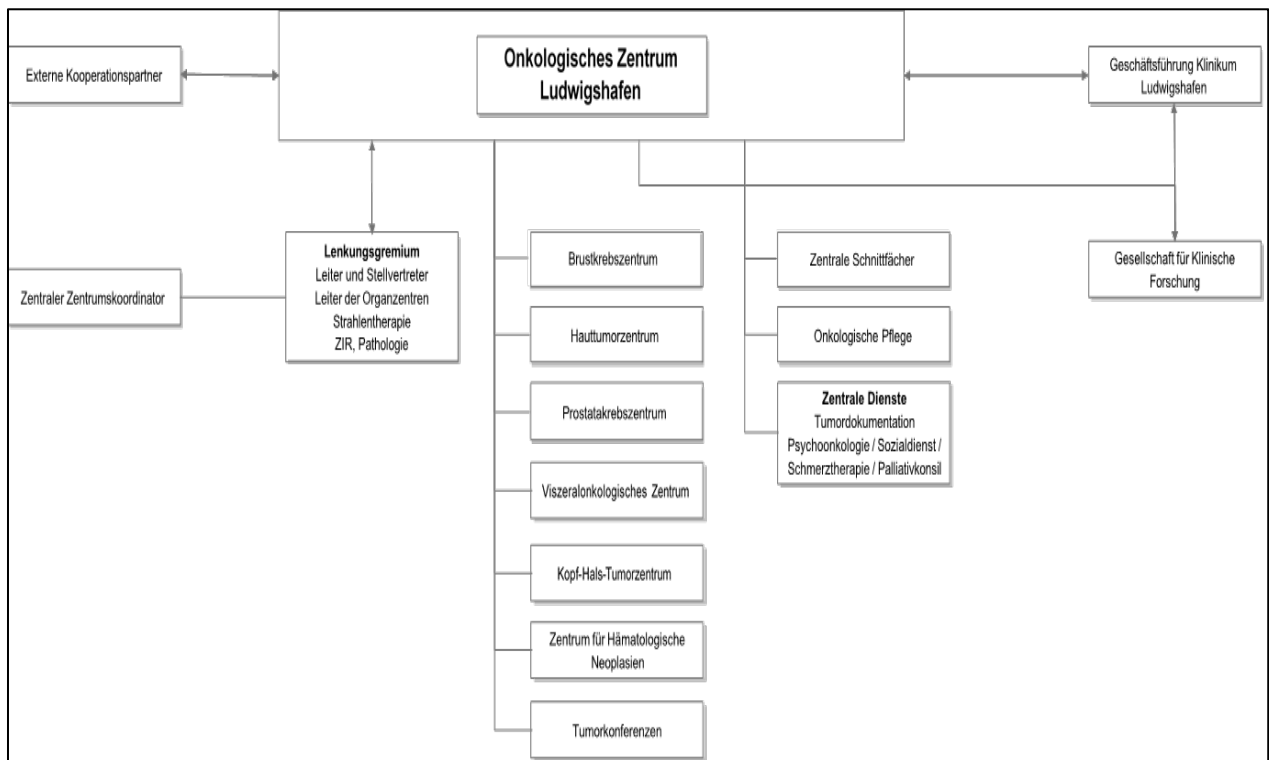 Onkologisches Zentrum
Ludwigshafen
Externe Kooperationspartner
Geschäftsführung Klinikum
Ludwigshafen
Lenkungsgremium
Leiter und Stellvertreter
Leiter der Organzentren
Strahlentherapie
ZIR, Pathologie
Zentraler Zentrumskoordinator
Brustkrebszentrum
Hauttumorzentrum
Prostatakrebszentrum
Viszeralonkologisches Zentrum
Kopf-Hals-Tumorzentrum
Zentrum für Hämatologische
Neoplasien
Tumorkonferenzen
Zentrale Schnittfächer
Onkologische Pflege
Zentrale Dienste
Tumordokumentation
Psychoonkologie / Sozialdienst /
Schmerztherapie / Palliativkonsil
Gesellschaft für Klinische
Forschung